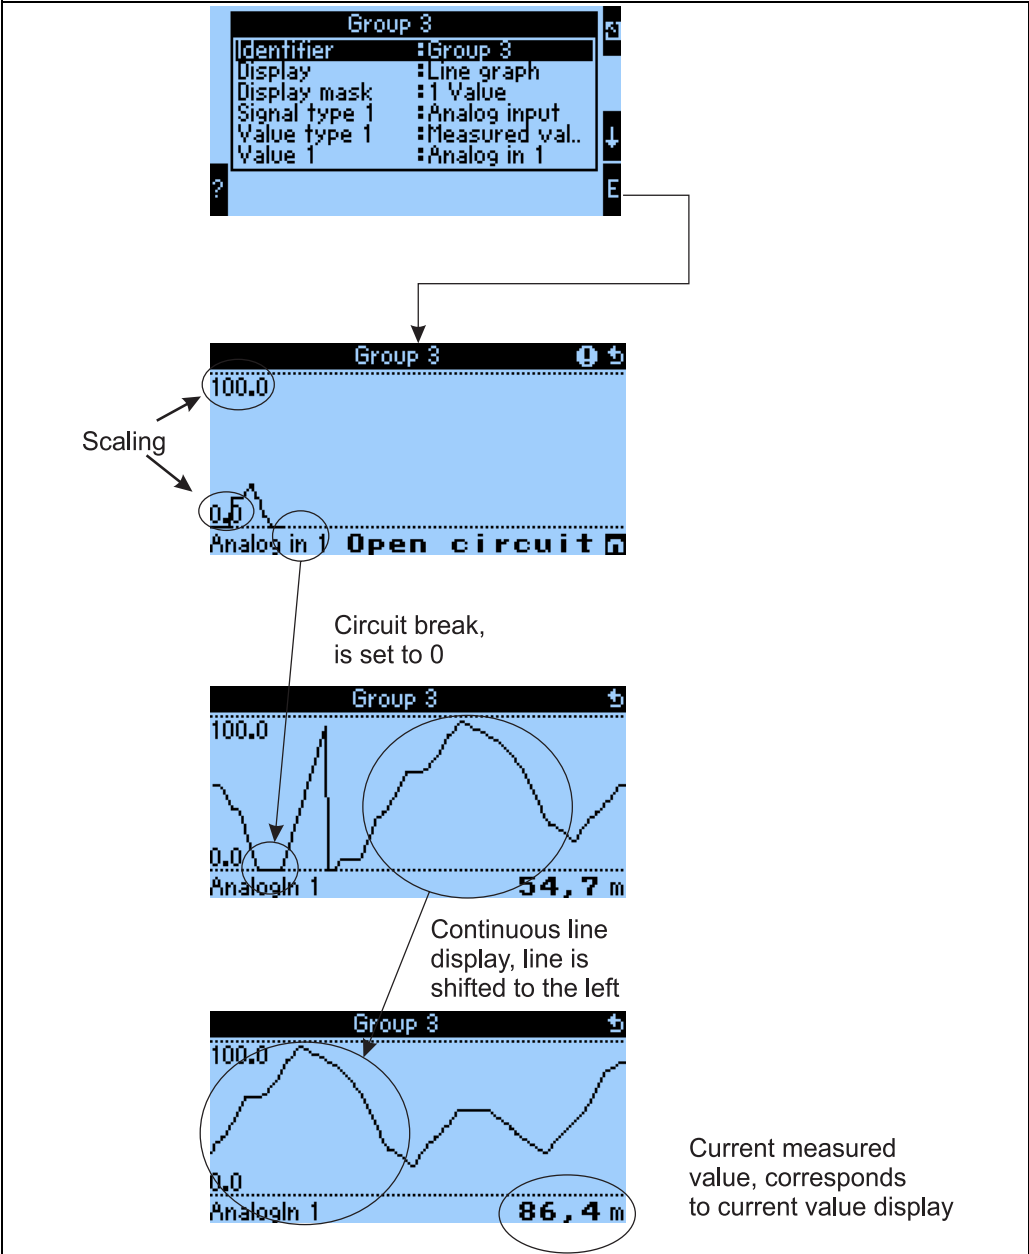 Group 3
Identifier :Group 3
Display :Line graph
Display mask :1 Value
Signal type 1 :Analog input
Value type 1 :Measured val..
Value 1 :Analog in 1
? E
Group 3
100.0
Scaling
0.0
Analog in 1 Open circuit
Circuit break,
is set to 0
Group 3
100.0
0.0
AnalogIn 1 54,7 m
Continuous line
display, line is
shifted to the left
Group 3
100.0
0.0
AnalogIn 1 86,4 m
Current measured
value, corresponds
to current value display